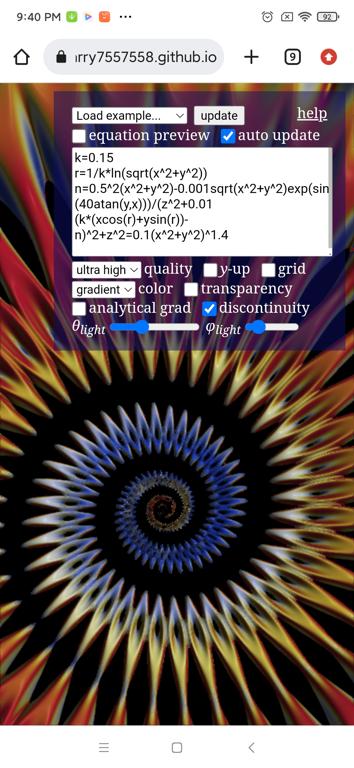 9:40 PM
92
ırry7557558.github.io
9
Load example...
update
help
equation preview
auto update
k=0.15
r=1/k*ln(sqrt(x^2+y^2))
n=0.5^2(x^2+y^2)-0.001sqrt(x^2+y^2)exp(sin
(40atan(y,x)))/(z^2+0.01
(k*(xcos(r)+ysin(r))-
n)^2+z^2=0.1(x^2+y^2)^1.4
ultra high quality y-up grid
gradient color transparency
analytical grad discontinuity
θlight φlight